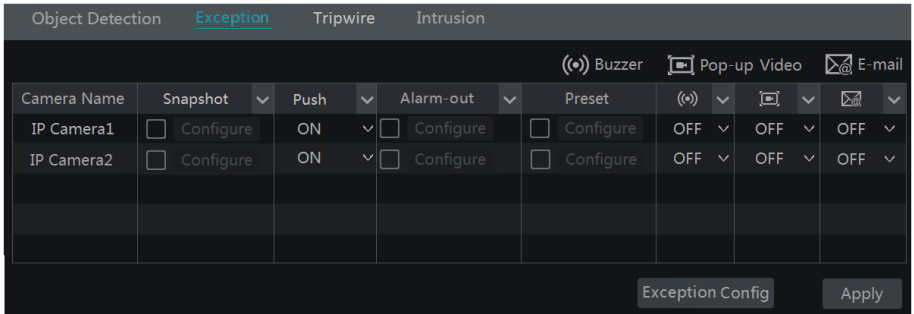 Object Detection Exception Tripwire Intrusion
Buzzer Pop-up Video E-mail
Camera Name Snapshot Push Alarm-out Preset
IP Camera1 Configure ON Configure Configure OFF OFF OFF
IP Camera2 Configure ON Configure Configure OFF OFF OFF
Exception Config Apply